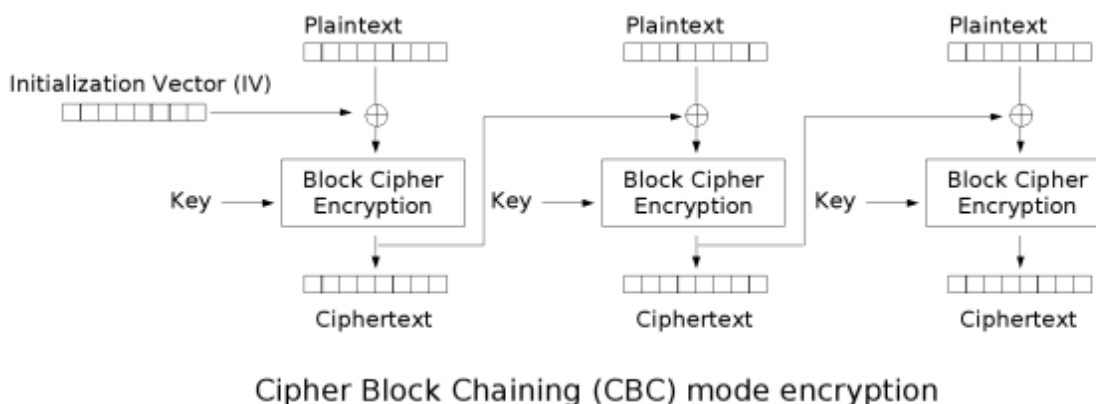 Plaintext
Plaintext
Plaintext
Initialization Vector (IV)
Key
Block Cipher
Encryption
Key
Block Cipher
Encryption
Key
Block Cipher
Encryption
Ciphertext
Ciphertext
Ciphertext
Cipher Block Chaining (CBC) mode encryption